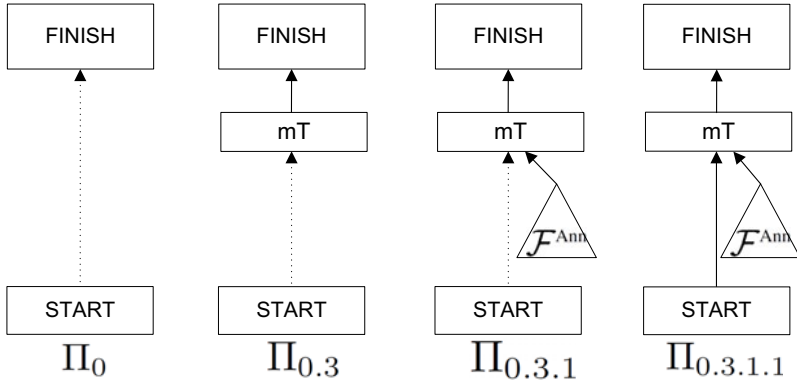 FINISH FINISH FINISH FINISH
mT mT mT
𝓕^Ann 𝓕^Ann
START START START START
Π₀ Π₀.₃ Π₀.₃.₁ Π₀.₃.₁.₁